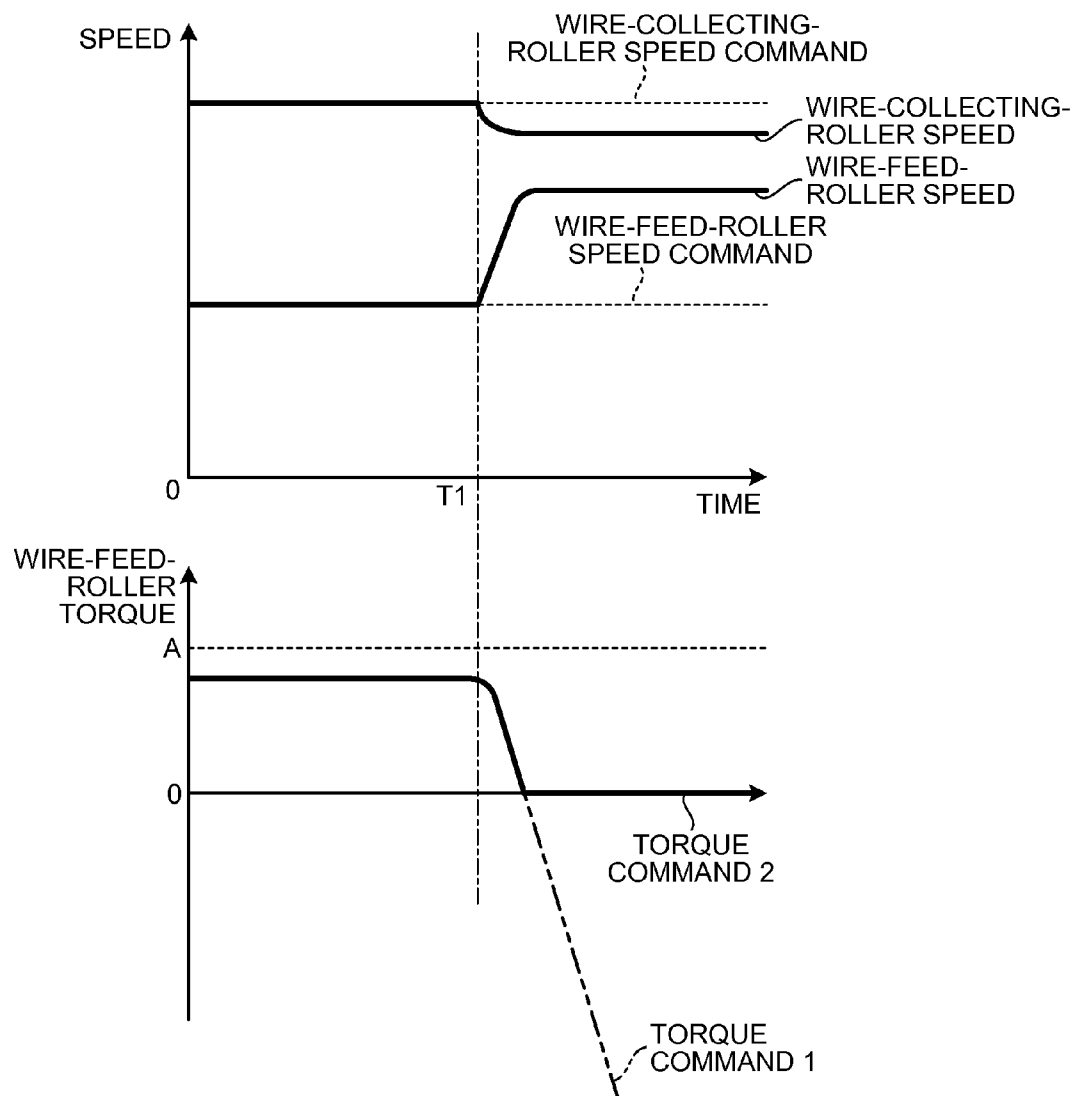 SPEED
WIRE-COLLECTING-
ROLLER SPEED COMMAND
WIRE-COLLECTING-
ROLLER SPEED
WIRE-FEED-
ROLLER SPEED
WIRE-FEED-ROLLER
SPEED COMMAND
0
T1
TIME
WIRE-FEED-
ROLLER
TORQUE
A
0
TORQUE
COMMAND 2
TORQUE
COMMAND 1